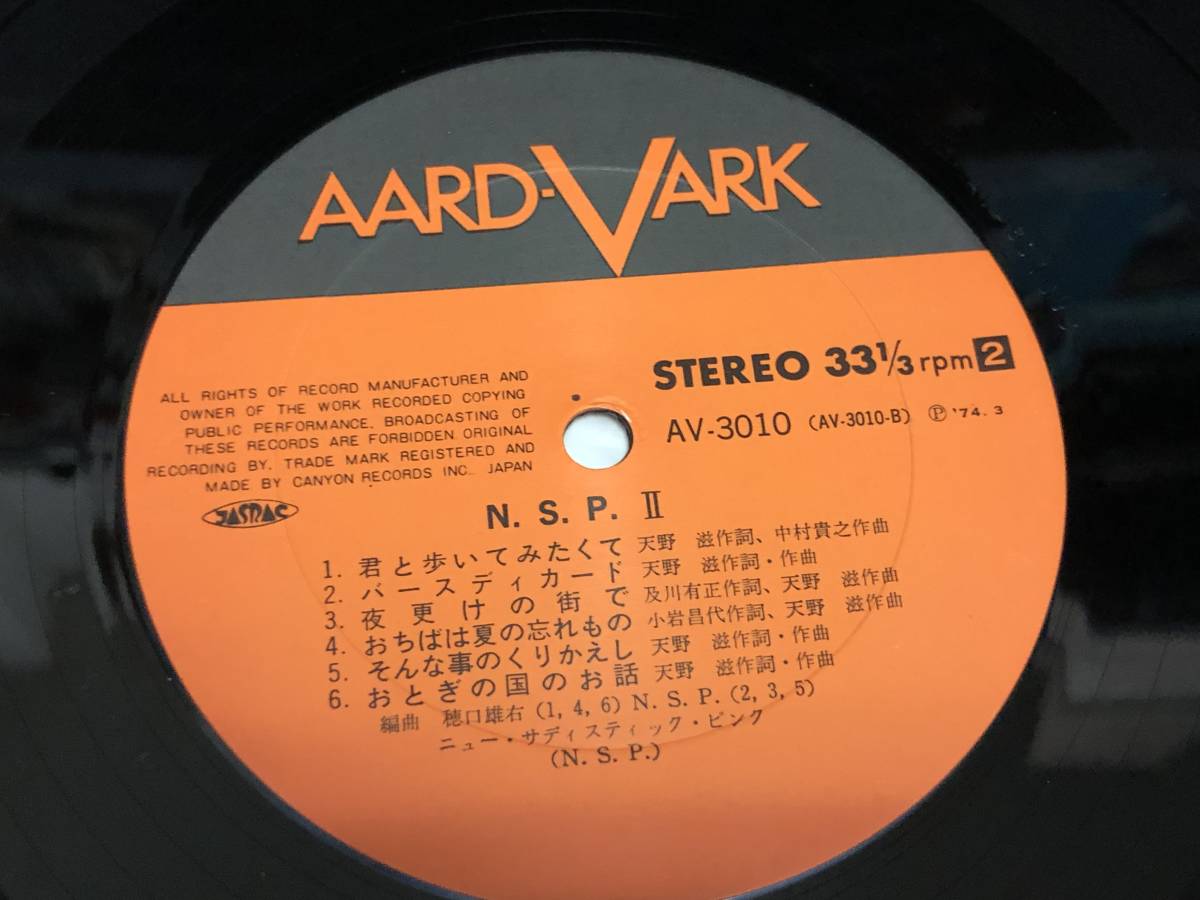 AARD-VARK
ALL RIGHTS OF RECORD MANUFACTURER AND
OWNER OF THE WORK RECORDED COPYING
PUBLIC PERFORMANCE, BROADCASTING OF
THESE RECORDS ARE FORBIDDEN. ORIGINAL
RECORDING BY, TRADE MARK REGISTERED AND
MADE BY CANYON RECORDS INC., JAPAN
JASRAC
STEREO 33 1/3 rpm 2
AV-3010 (AV-3010-B) Ⓟ '74. 3
N. S. P. Ⅱ
1. 君と歩いてみたくて 天野 滋作詞、中村貴之作曲
2. バースディカード 天野 滋作詞・作曲
3. 夜更けの街で 及川有正作詞、天野 滋作曲
4. おちばは夏の忘れもの 小岩昌代作詞、天野 滋作曲
5. そんな事のくりかえし 天野 滋作詞・作曲
6. おとぎの国のお話 天野 滋作詞・作曲
編曲 穂口雄右 (1, 4, 6) N. S. P. (2, 3, 5)
ニュー・サディスティック・ピンク
(N. S. P.)